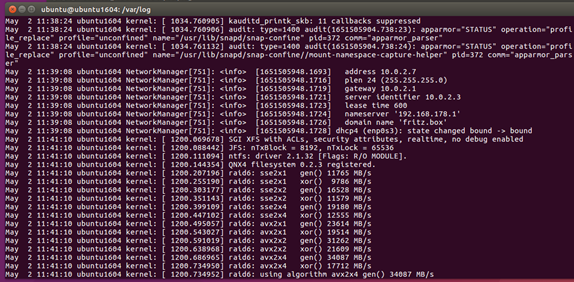 ubuntu@ubuntu1604: /var/log
May  2 11:38:24 ubuntu1604 kernel: [ 1034.760905] kauditd_printk_skb: 11 callbacks suppressed
May  2 11:38:24 ubuntu1604 kernel: [ 1034.760906] audit: type=1400 audit(1651505904.738:23): apparmor="STATUS" operation="profi
le_replace" profile="unconfined" name="/usr/lib/snapd/snap-confine" pid=372 comm="apparmor_parser"
May  2 11:38:24 ubuntu1604 kernel: [ 1034.761132] audit: type=1400 audit(1651505904.738:24): apparmor="STATUS" operation="profi
le_replace" profile="unconfined" name="/usr/lib/snapd/snap-confine//mount-namespace-capture-helper" pid=372 comm="apparmor_pars
er"
May  2 11:39:08 ubuntu1604 NetworkManager[751]: <info>  [1651505948.1693]   address 10.0.2.7
May  2 11:39:08 ubuntu1604 NetworkManager[751]: <info>  [1651505948.1716]   plen 24 (255.255.255.0)
May  2 11:39:08 ubuntu1604 NetworkManager[751]: <info>  [1651505948.1719]   gateway 10.0.2.1
May  2 11:39:08 ubuntu1604 NetworkManager[751]: <info>  [1651505948.1721]   server identifier 10.0.2.3
May  2 11:39:08 ubuntu1604 NetworkManager[751]: <info>  [1651505948.1723]   lease time 600
May  2 11:39:08 ubuntu1604 NetworkManager[751]: <info>  [1651505948.1724]   nameserver '192.168.178.1'
May  2 11:39:08 ubuntu1604 NetworkManager[751]: <info>  [1651505948.1726]   domain name 'fritz.box'
May  2 11:39:08 ubuntu1604 NetworkManager[751]: <info>  [1651505948.1728] dhcp4 (enp0s3): state changed bound -> bound
May  2 11:41:10 ubuntu1604 kernel: [ 1200.069678] SGI XFS with ACLs, security attributes, realtime, no debug enabled
May  2 11:41:10 ubuntu1604 kernel: [ 1200.088442] JFS: nTxBlock = 8192, nTxLock = 65536
May  2 11:41:10 ubuntu1604 kernel: [ 1200.111094] ntfs: driver 2.1.32 [Flags: R/O MODULE].
May  2 11:41:10 ubuntu1604 kernel: [ 1200.144354] QNX4 filesystem 0.2.3 registered.
May  2 11:41:10 ubuntu1604 kernel: [ 1200.207196] raid6: sse2x1   gen() 11765 MB/s
May  2 11:41:10 ubuntu1604 kernel: [ 1200.255190] raid6: sse2x1   xor()  9786 MB/s
May  2 11:41:10 ubuntu1604 kernel: [ 1200.303177] raid6: sse2x2   gen() 16528 MB/s
May  2 11:41:10 ubuntu1604 kernel: [ 1200.351143] raid6: sse2x2   xor() 11579 MB/s
May  2 11:41:10 ubuntu1604 kernel: [ 1200.399109] raid6: sse2x4   gen() 19180 MB/s
May  2 11:41:10 ubuntu1604 kernel: [ 1200.447102] raid6: sse2x4   xor() 12555 MB/s
May  2 11:41:10 ubuntu1604 kernel: [ 1200.495057] raid6: avx2x1   gen() 23614 MB/s
May  2 11:41:10 ubuntu1604 kernel: [ 1200.543027] raid6: avx2x1   xor() 19514 MB/s
May  2 11:41:10 ubuntu1604 kernel: [ 1200.591019] raid6: avx2x2   gen() 31262 MB/s
May  2 11:41:10 ubuntu1604 kernel: [ 1200.638968] raid6: avx2x2   xor() 21609 MB/s
May  2 11:41:10 ubuntu1604 kernel: [ 1200.686965] raid6: avx2x4   gen() 34087 MB/s
May  2 11:41:10 ubuntu1604 kernel: [ 1200.734950] raid6: avx2x4   xor() 17712 MB/s
May  2 11:41:10 ubuntu1604 kernel: [ 1200.734952] raid6: using algorithm avx2x4 gen() 34087 MB/s